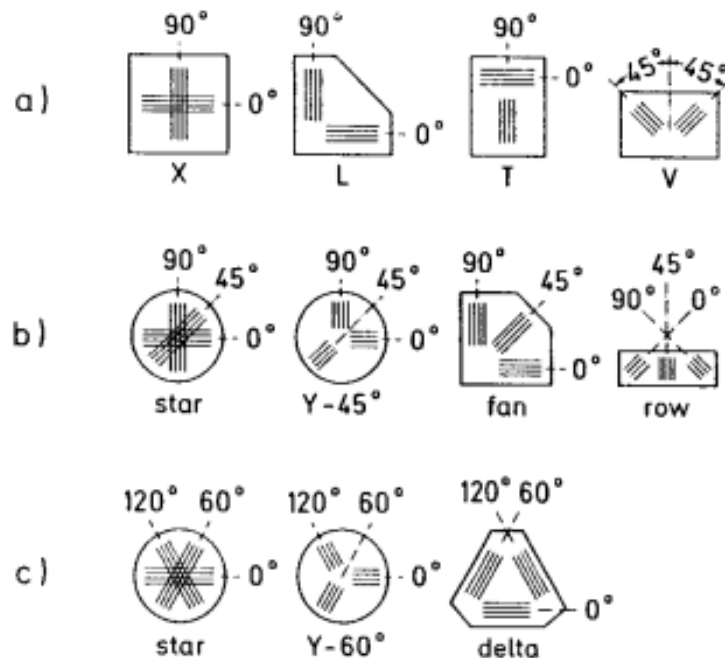 90° 90° 90°
45° 45°
a) 0° 0° 0°
X L T V
90° 45° 90° 45° 90° 45° 45°
90° 0°
b) 0° 0° 0°
star Y-45° fan row
120° 60° 120° 60° 120° 60°
c) 0° 0° 0°
star Y-60° delta